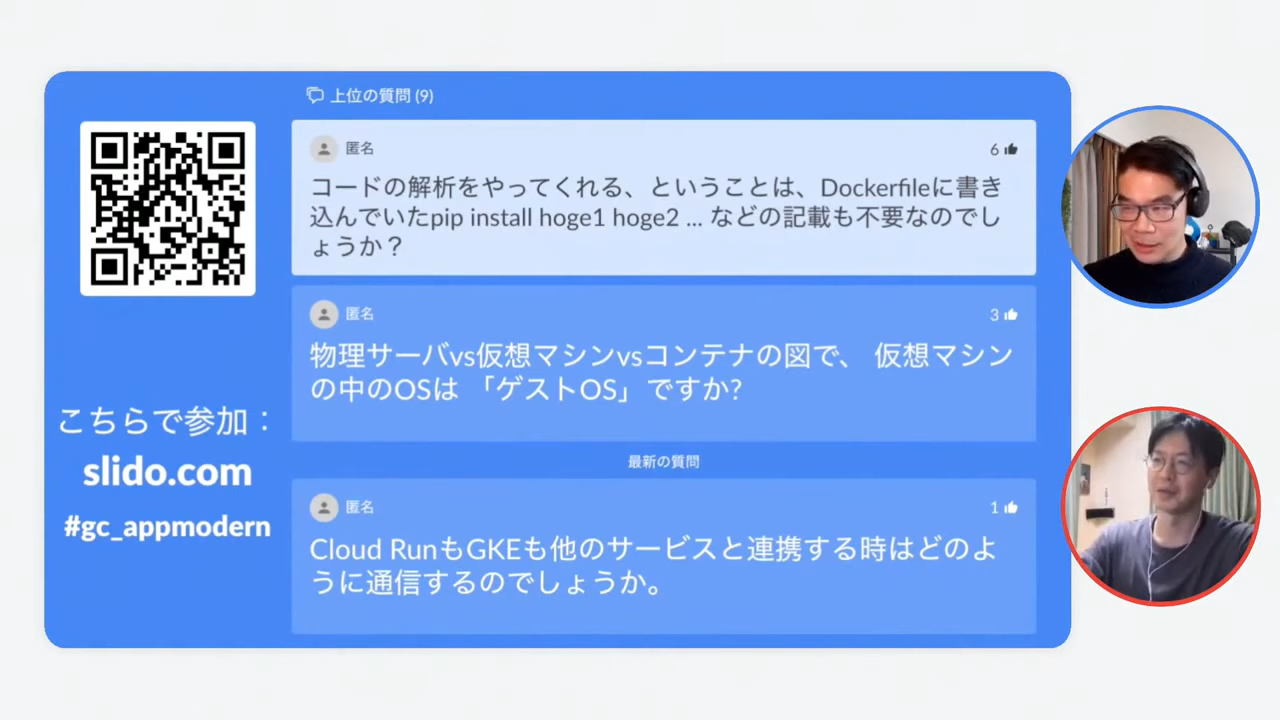 上位の質問 (9)
匿名
6
コードの解析をやってくれる、ということは、Dockerfileに書き
込んでいたpip install hoge1 hoge2 ... などの記載も不要なのでし
ょうか？
匿名
3
物理サーバvs仮想マシンvsコンテナの図で、 仮想マシン
の中のOSは 「ゲストOS」ですか?
最新の質問
匿名
1
Cloud RunもGKEも他のサービスと連携する時はどのよ
うに通信するのでしょうか。
こちらで参加：
slido.com
#gc_appmodern